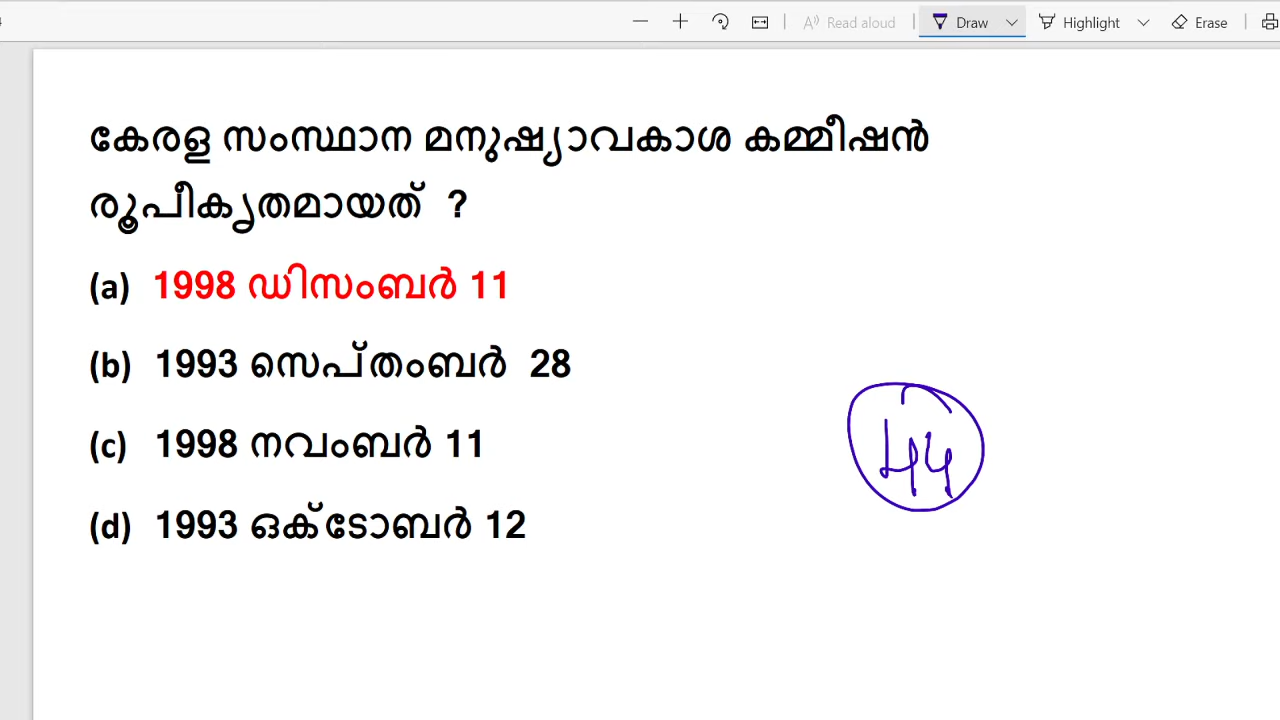 Read aloud Draw Highlight Erase
കേരള സംസ്ഥാന മനുഷ്യാവകാശ കമ്മീഷൻ
രൂപീകൃതമായത് ?
(a) 1998 ഡിസംബർ 11
(b) 1993 സെപ്തംബർ 28
(c) 1998 നവംബർ 11
(d) 1993 ഒക്ടോബർ 12
44